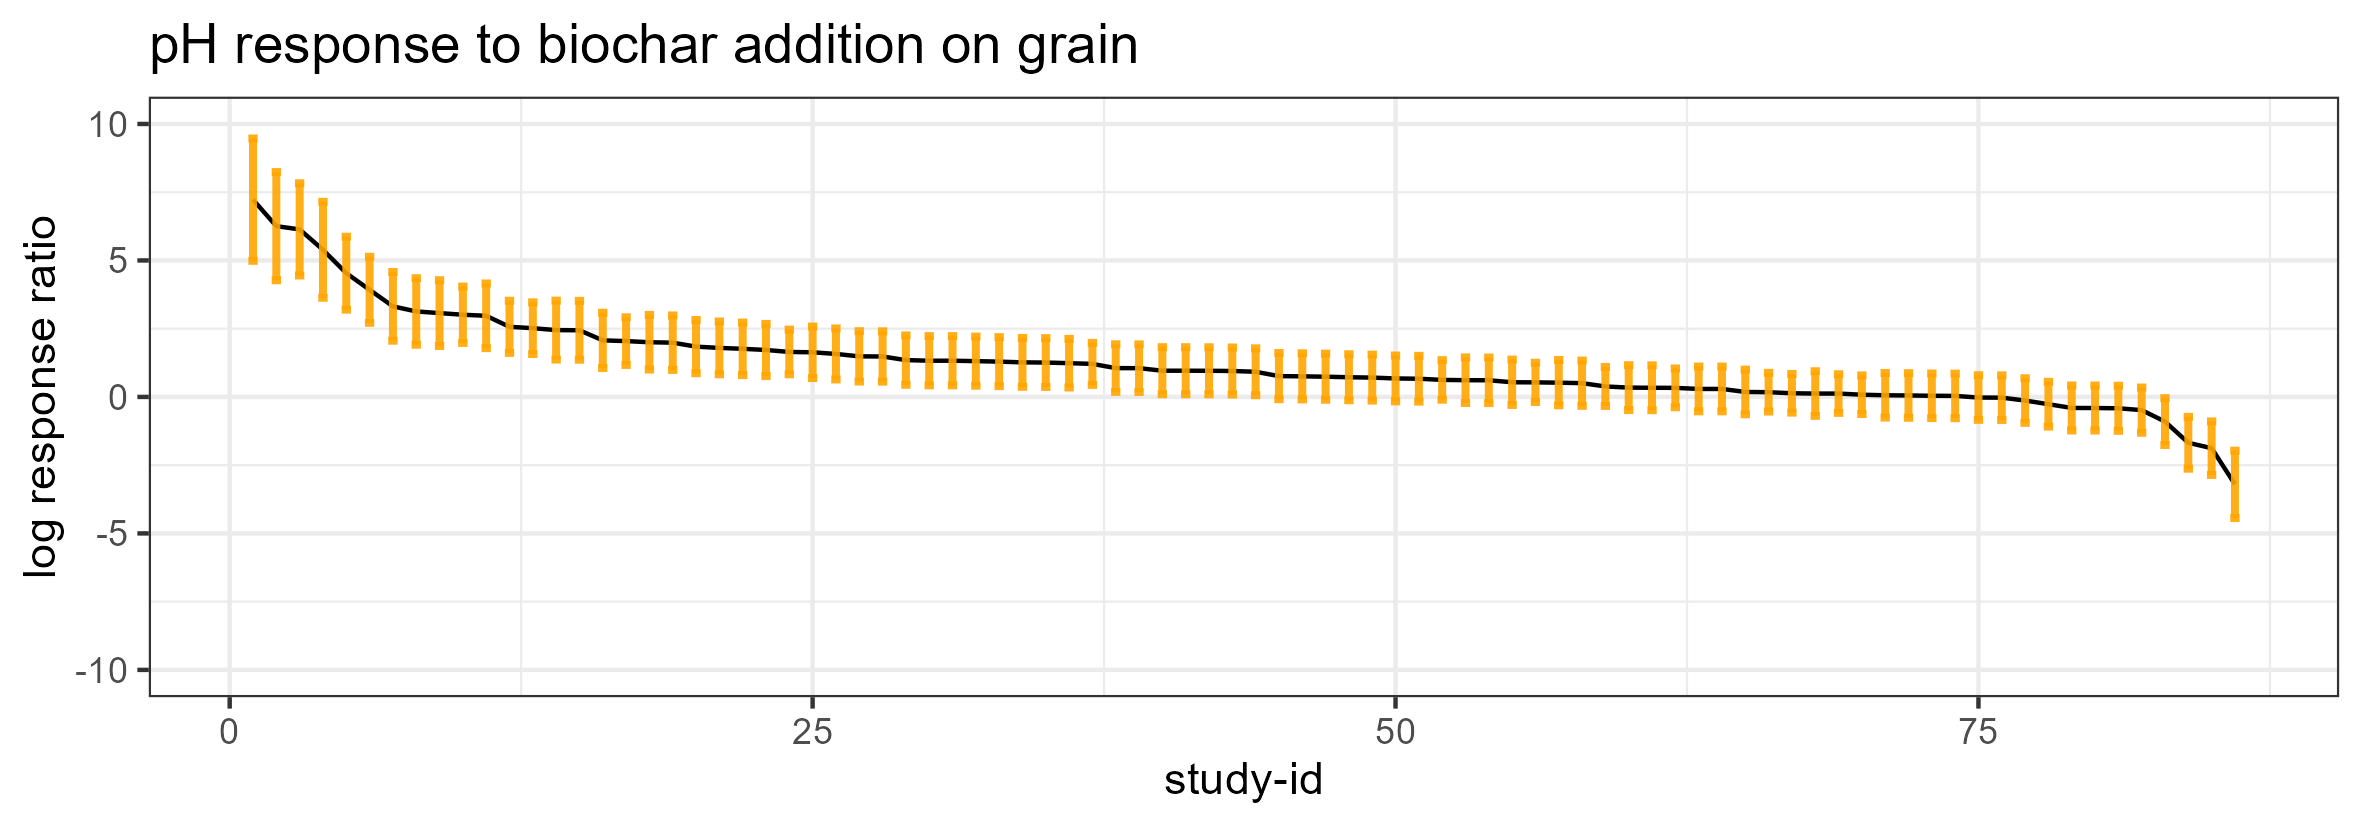 pH response to biochar addition on grain
log response ratio
10
5
0
-5
-10
0 25 50 75
study-id